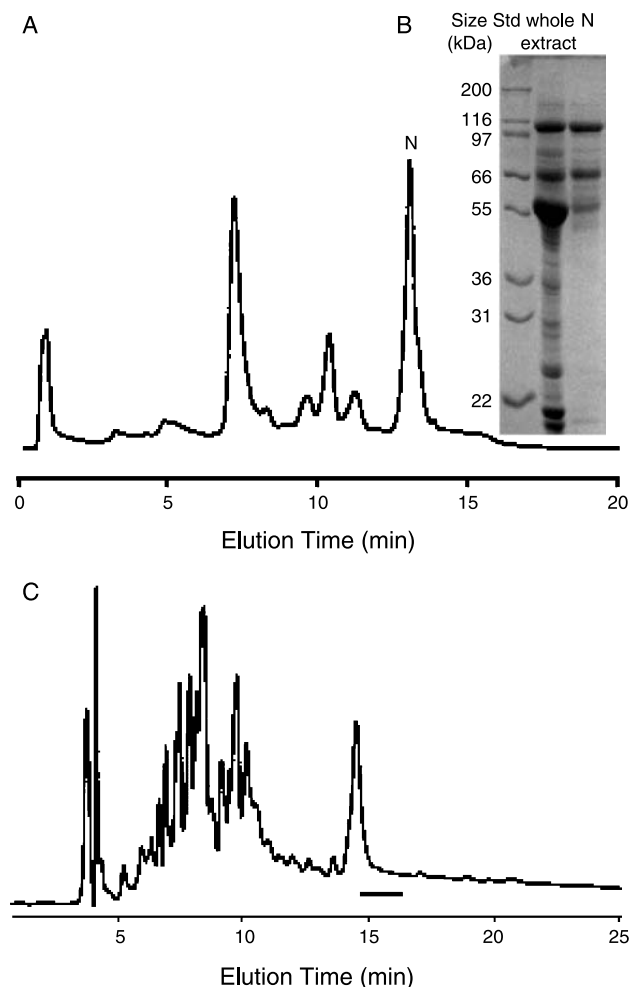 A
B
Size Std whole N
(kDa) extract
200
116
97
66
55
36
31
22
N
0 5 10 15 20
Elution Time (min)
C
5 10 15 20 25
Elution Time (min)